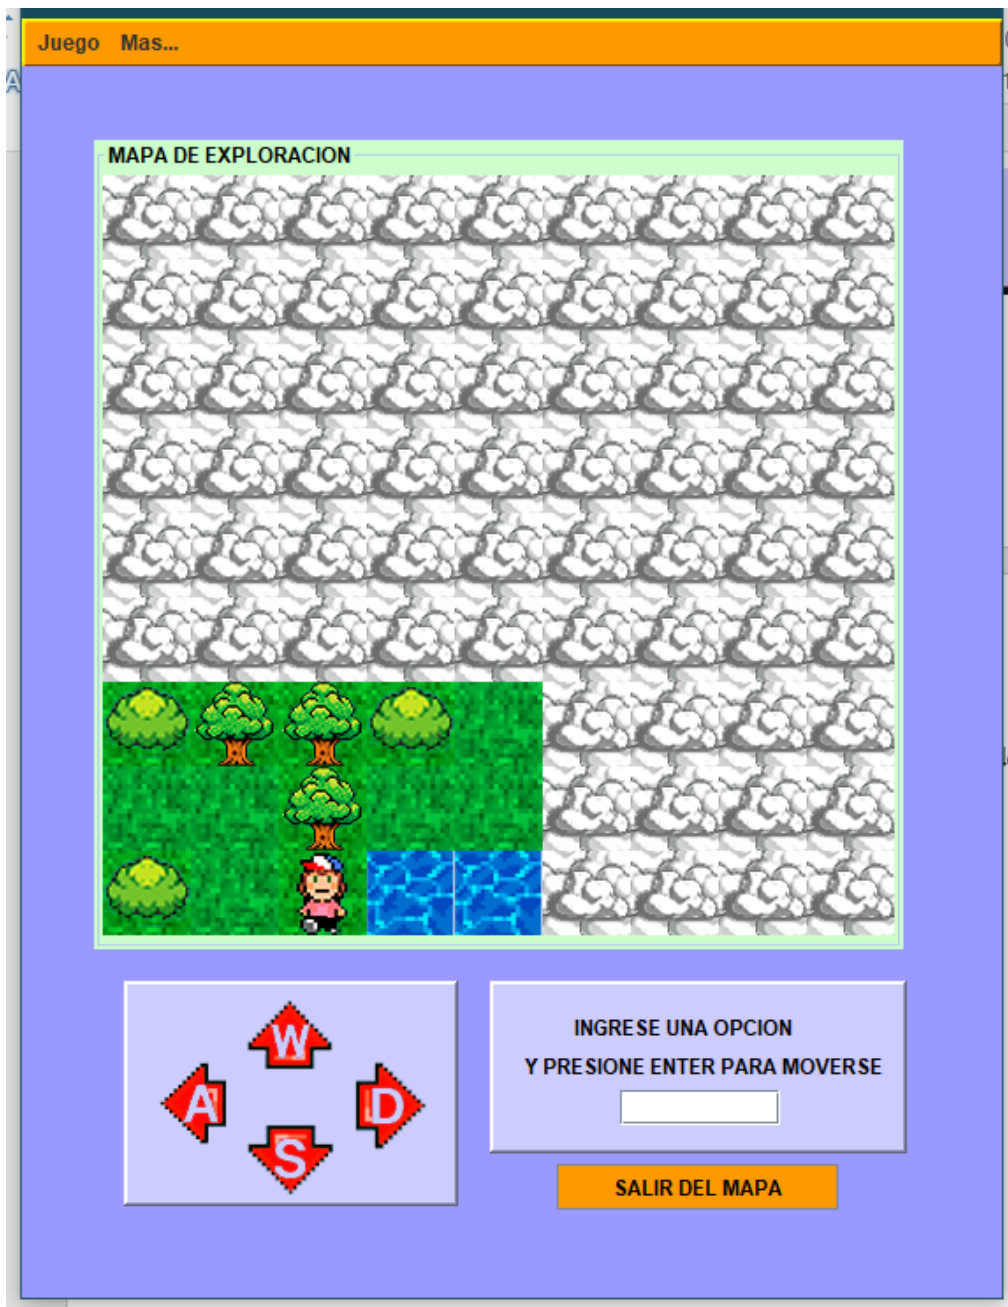 Juego Mas...
MAPA DE EXPLORACION
W
A D
S
INGRESE UNA OPCION
Y PRESIONE ENTER PARA MOVERSE
SALIR DEL MAPA